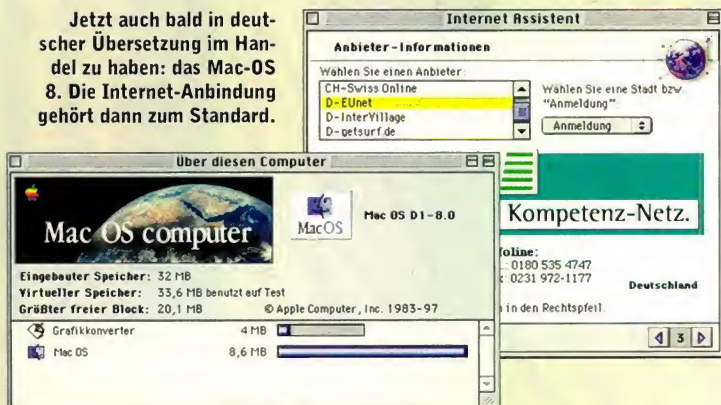 Jetzt auch bald in deut-
scher Übersetzung im Han-
del zu haben: das Mac-OS
8. Die Internet-Anbindung
gehört dann zum Standard.
Internet Assistent
Anbieter-Informationen
Wählen Sie einen Anbieter:
CH-Swiss Online
D-EUnet
D-InterVillage
D-getsurf.de
Wählen Sie eine Stadt bzw.
"Anmeldung"
Anmeldung
Kompetenz-Netz.
foline:
: 0180 535 4747
: 0231 972-1177
Deutschland
in den Rechtspfeil.
3
Über diesen Computer
Mac OS computer
MacOS
Mac OS D1-8.0
Eingebauter Speicher: 32 MB
Virtueller Speicher: 33,6 MB benutzt auf Test
Größter freier Block: 20,1 MB © Apple Computer, Inc. 1983-97
Grafikkonverter 4 MB
Mac OS 8,6 MB